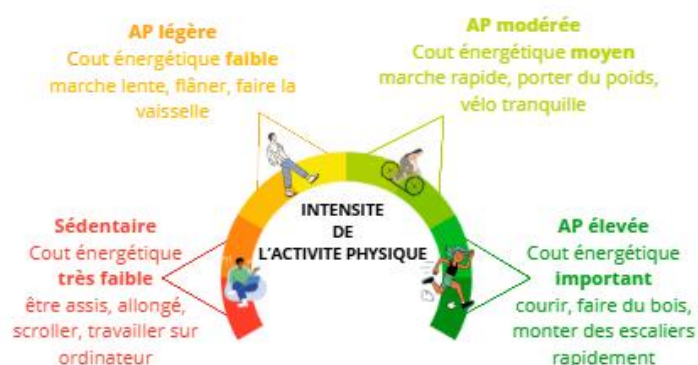 AP légère
Cout énergétique faible
marche lente, flâner, faire la
vaisselle
AP modérée
Cout énergétique moyen
marche rapide, porter du poids,
vélo tranquille
INTENSITE
DE
L'ACTIVITE PHYSIQUE
Sédentaire
Cout énergétique
très faible
être assis, allongé,
scroller, travailler sur
ordinateur
AP élevée
Cout énergétique
important
courir, faire du bois,
monter des escaliers
rapidement